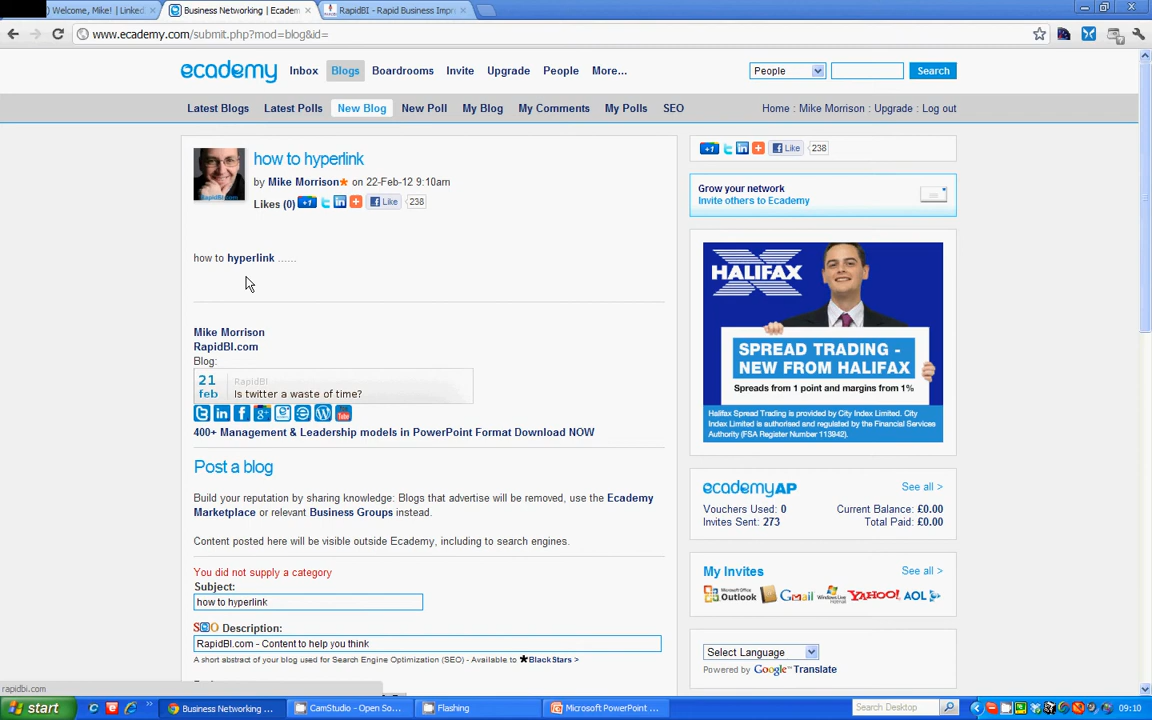 Welcome, Mike! | Linked
Business Networking | Ecadem
RapidBI - Rapid Business Impr
www.ecademy.com/submit.php?mod=blog&id=
ecademy Inbox Blogs Boardrooms Invite Upgrade People More... People Search
Latest Blogs Latest Polls New Blog New Poll My Blog My Comments My Polls SEO Home : Mike Morrison : Upgrade : Log out
how to hyperlink
by Mike Morrison on 22-Feb-12 9:10am
Likes (0) +1 Like 238
how to hyperlink ......
Mike Morrison
RapidBI.com
Blog:
21 feb
RapidBI
Is twitter a waste of time?
400+ Management & Leadership models in PowerPoint Format Download NOW
Post a blog
Build your reputation by sharing knowledge: Blogs that advertise will be removed, use the Ecademy
Marketplace or relevant Business Groups instead.
Content posted here will be visible outside Ecademy, including to search engines.
You did not supply a category
Subject:
how to hyperlink
SEO Description:
RapidBI.com - Content to help you think
A short abstract of your blog used for Search Engine Optimization (SEO) - Available to BlackStars >
+1 Like 238
Grow your network
Invite others to Ecademy
HALIFAX
SPREAD TRADING -
NEW FROM HALIFAX
Spreads from 1 point and margins from 1%
Halifax Spread Trading is provided by City Index Limited. City
Index Limited is authorised and regulated by the Financial Services
Authority (FSA Register Number 113942).
ecademyAP See all >
Vouchers Used: 0 Current Balance: £0.00
Invites Sent: 273 Total Paid: £0.00
My Invites See all >
Microsoft Office Outlook Gmail Windows Live Hotmail YAHOO! AOL
Select Language
Powered by Google Translate
rapidbi.com
start Business Networking ... CamStudio - Open So... Flashing Microsoft PowerPoint ... Search Desktop 09:10